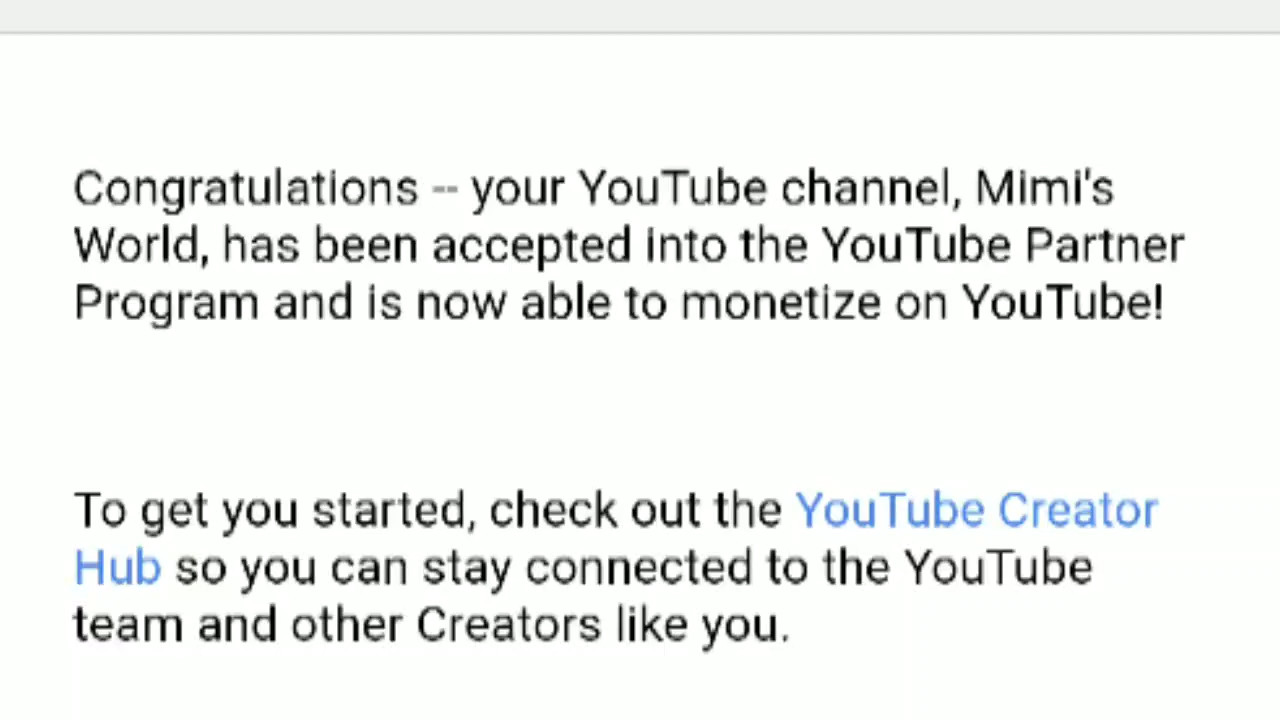 Congratulations -- your YouTube channel, Mimi's
World, has been accepted into the YouTube Partner
Program and is now able to monetize on YouTube!
To get you started, check out the YouTube Creator
Hub so you can stay connected to the YouTube
team and other Creators like you.